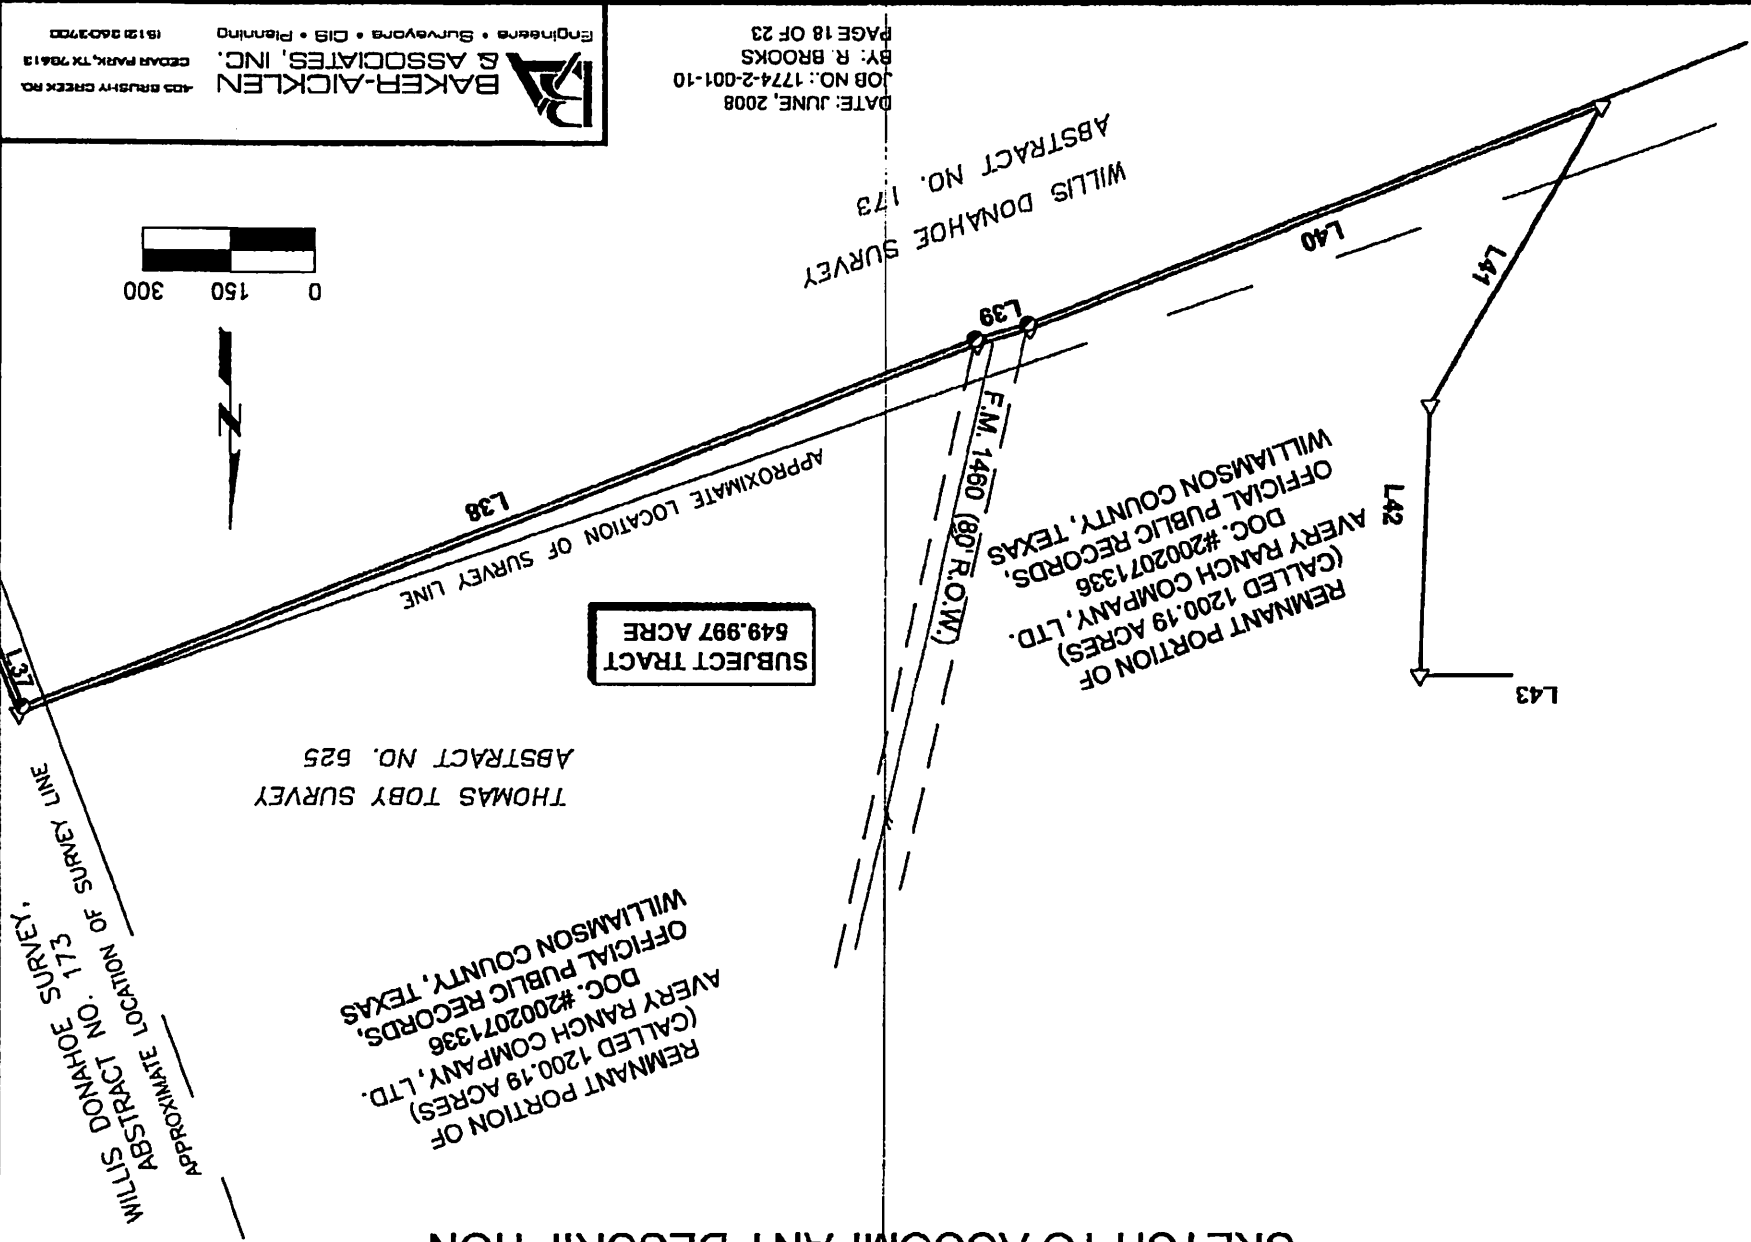 SKETCH TO ACCOMPANY DESCRIPTION
WILLIS DONAHOE SURVEY,
ABSTRACT NO. 173
APPROXIMATE LOCATION OF SURVEY LINE
REMNANT PORTION OF
(CALLED 1200.19 ACRES)
AVERY RANCH COMPANY, LTD.
DOC. #2002071336
OFFICIAL PUBLIC RECORDS,
WILLIAMSON COUNTY, TEXAS
THOMAS TOBY SURVEY
ABSTRACT NO. 625
L43
L37
REMNANT PORTION OF
(CALLED 1200.19 ACRES)
AVERY RANCH COMPANY, LTD.
DOC. #2002071336
OFFICIAL PUBLIC RECORDS,
WILLIAMSON COUNTY, TEXAS
SUBJECT TRACT
549.997 ACRE
F.M. 1460 (80' R.O.W.)
APPROXIMATE LOCATION OF SURVEY LINE
L42
L38
L39
L41
L40
N
0 150 300
WILLIS DONAHOE SURVEY
ABSTRACT NO. 173
DATE: JUNE, 2008
JOB NO.: 1774-2-001-10
BY: R. BROOKS
PAGE 18 OF 23
BAKER-AICKLEN
& ASSOCIATES, INC.
Engineers • Surveyors • GIS • Planning
405 BRUSHY CREEK RD.
CEDAR PARK, TX 78613
(512) 260-3700